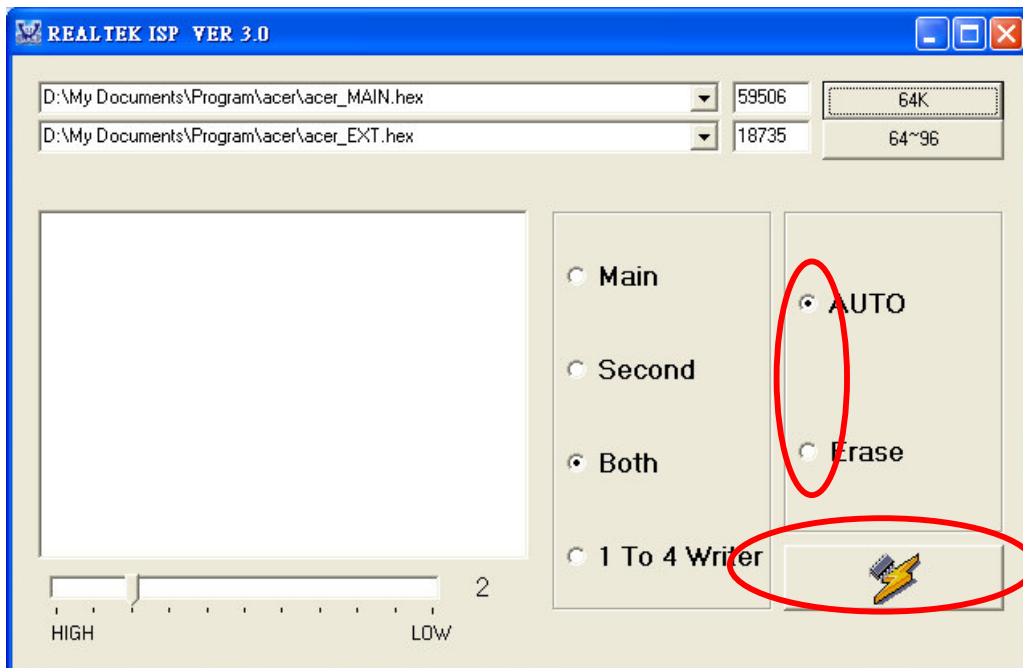 REALTEK ISP VER 3.0
D:\My Documents\Program\acer\acer_MAIN.hex 59506 64K
D:\My Documents\Program\acer\acer_EXT.hex 18735 64~96
Main
AUTO
Second
Erase
Both
1 To 4 Writer
2
HIGH LOW